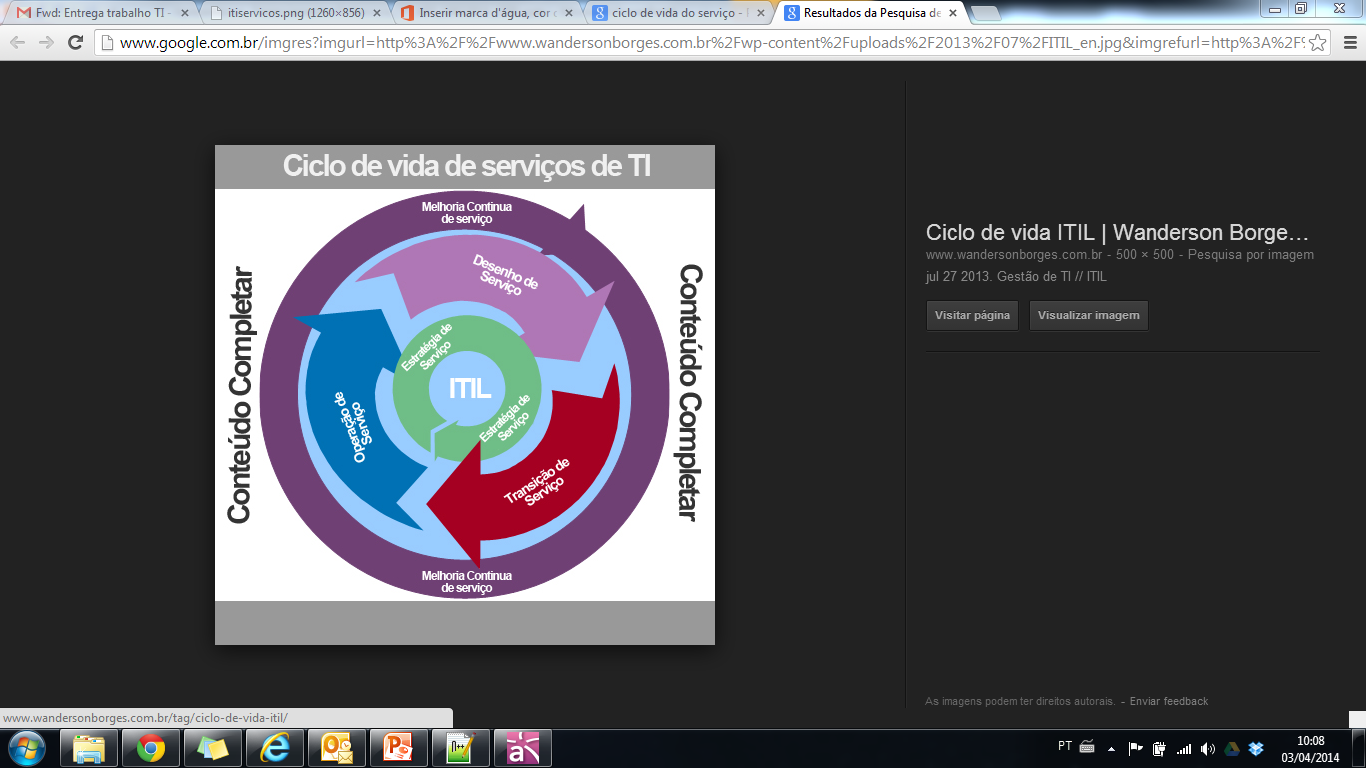 Fwd: Entrega trabalho TI -
itiservicos.png (1260×856)
Inserir marca d'água, cor d
ciclo de vida do serviço -
Resultados da Pesquisa de
www.google.com.br/imgres?imgurl=http%3A%2F%2Fwww.wandersonborges.com.br%2Fwp-content%2Fuploads%2F2013%2F07%2FITIL_en.jpg&imgrefurl=http%3A%2F%
Ciclo de vida de serviços de TI
Melhoria Continua
de serviço
Desenho de
Serviço
Conteúdo Completar
Conteúdo Completar
Estratégia de
Serviço
ITIL
Estratégia de
Serviço
Operação de
Serviço
Transição de
Serviço
Melhoria Continua
de serviço
Ciclo de vida ITIL | Wanderson Borge…
www.wandersonborges.com.br - 500 × 500 - Pesquisa por imagem
jul 27 2013. Gestão de TI // ITIL
Visitar página
Visualizar imagem
As imagens podem ter direitos autorais. - Enviar feedback
www.wandersonborges.com.br/tag/ciclo-de-vida-itil/
PT
10:08
03/04/2014